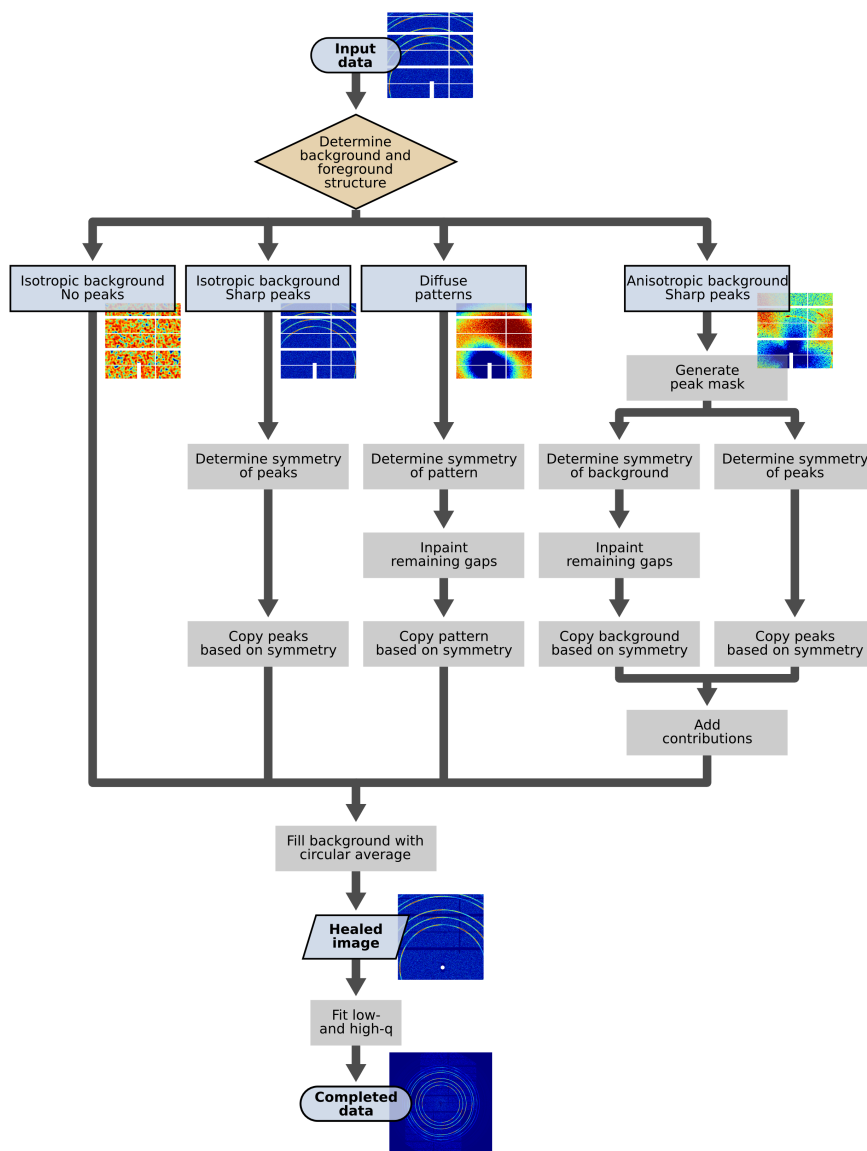 Input
data
Determine
background and
foreground
structure
Isotropic background
No peaks
Isotropic background
Sharp peaks
Diffuse
patterns
Anisotropic background
Sharp peaks
Generate
peak mask
Determine symmetry
of peaks
Determine symmetry
of pattern
Determine symmetry
of background
Determine symmetry
of peaks
Inpaint
remaining gaps
Inpaint
remaining gaps
Copy peaks
based on symmetry
Copy pattern
based on symmetry
Copy background
based on symmetry
Copy peaks
based on symmetry
Add
contributions
Fill background with
circular average
Healed
image
Fit low-
and high-q
Completed
data